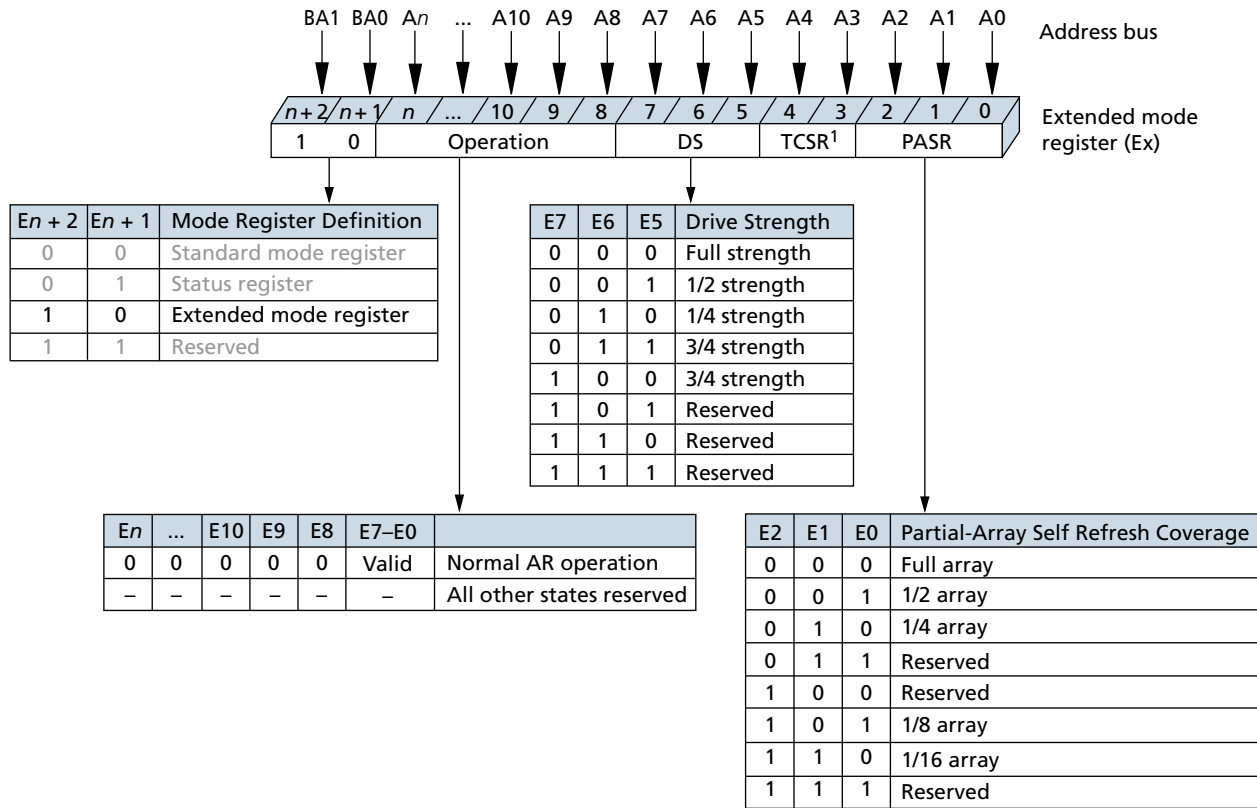 BA1 BA0 An ... A10 A9 A8 A7 A6 A5 A4 A3 A2 A1 A0
Address bus
n + 2 n + 1 n ... 10 9 8 7 6 5 4 3 2 1 0
Extended mode
register (Ex)
1 0 Operation DS TCSR1 PASR
En + 2 En + 1 Mode Register Definition
0 0 Standard mode register
0 1 Status register
1 0 Extended mode register
1 1 Reserved
E7 E6 E5 Drive Strength
0 0 0 Full strength
0 0 1 1/2 strength
0 1 0 1/4 strength
0 1 1 3/4 strength
1 0 0 3/4 strength
1 0 1 Reserved
1 1 0 Reserved
1 1 1 Reserved
En ... E10 E9 E8 E7–E0
0 0 0 0 0 Valid Normal AR operation
– – – – – – All other states reserved
E2 E1 E0 Partial-Array Self Refresh Coverage
0 0 0 Full array
0 0 1 1/2 array
0 1 0 1/4 array
0 1 1 Reserved
1 0 0 Reserved
1 0 1 1/8 array
1 1 0 1/16 array
1 1 1 Reserved